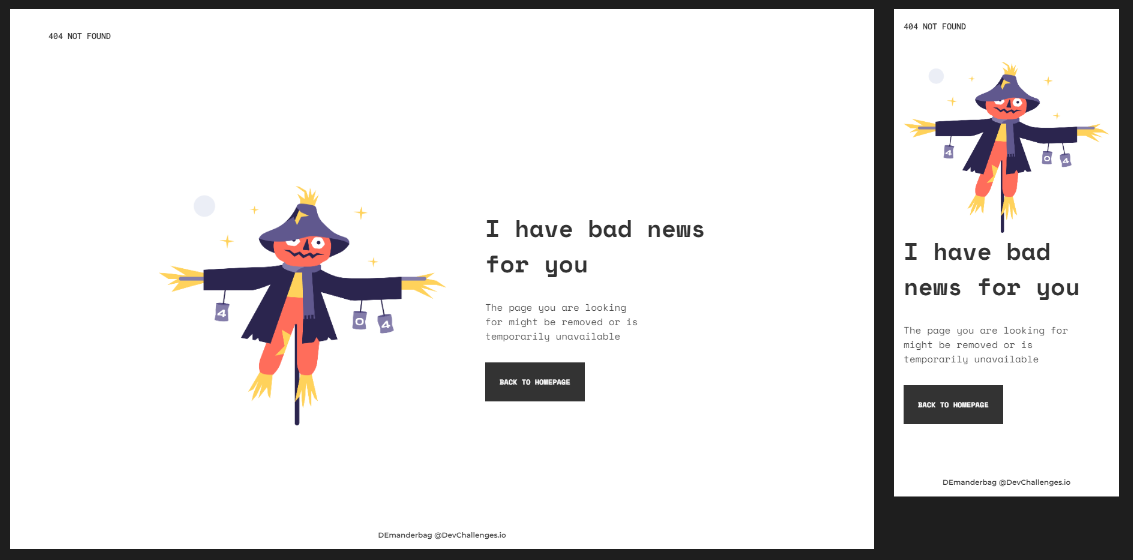 404 NOT FOUND
4
0
4
I have bad news
for you
The page you are looking
for might be removed or is
temporarily unavailable
BACK TO HOMEPAGE
DEmanderbag @DevChallenges.io
404 NOT FOUND
4
0
4
I have bad
news for you
The page you are looking for
might be removed or is
temporarily unavailable
BACK TO HOMEPAGE
DEmanderbag @DevChallenges.io